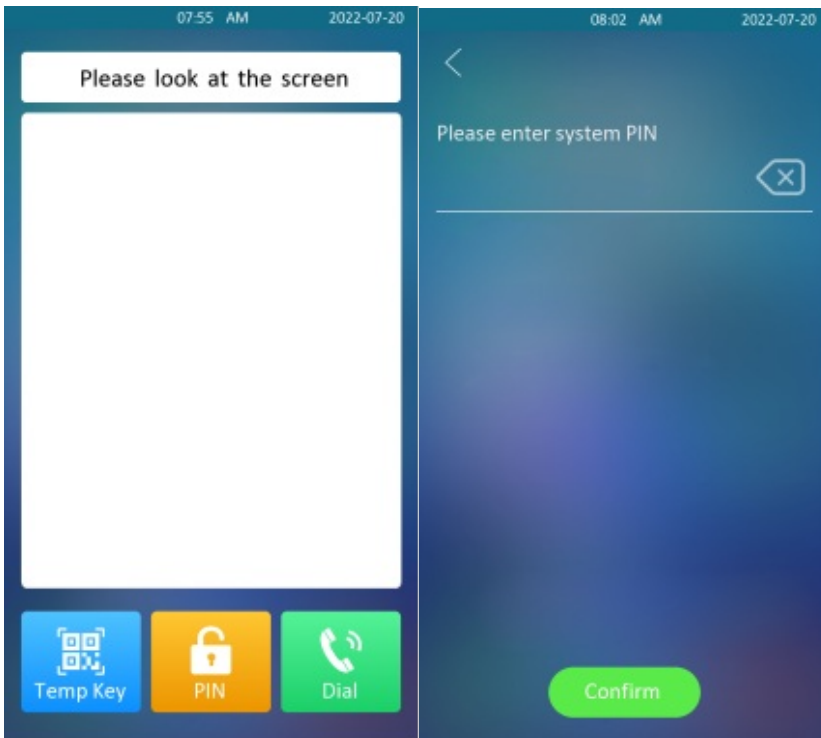 07:55 AM 2022-07-20
Please look at the screen
Temp Key
PIN
Dial
08:02 AM 2022-07-20
Please enter system PIN
Confirm